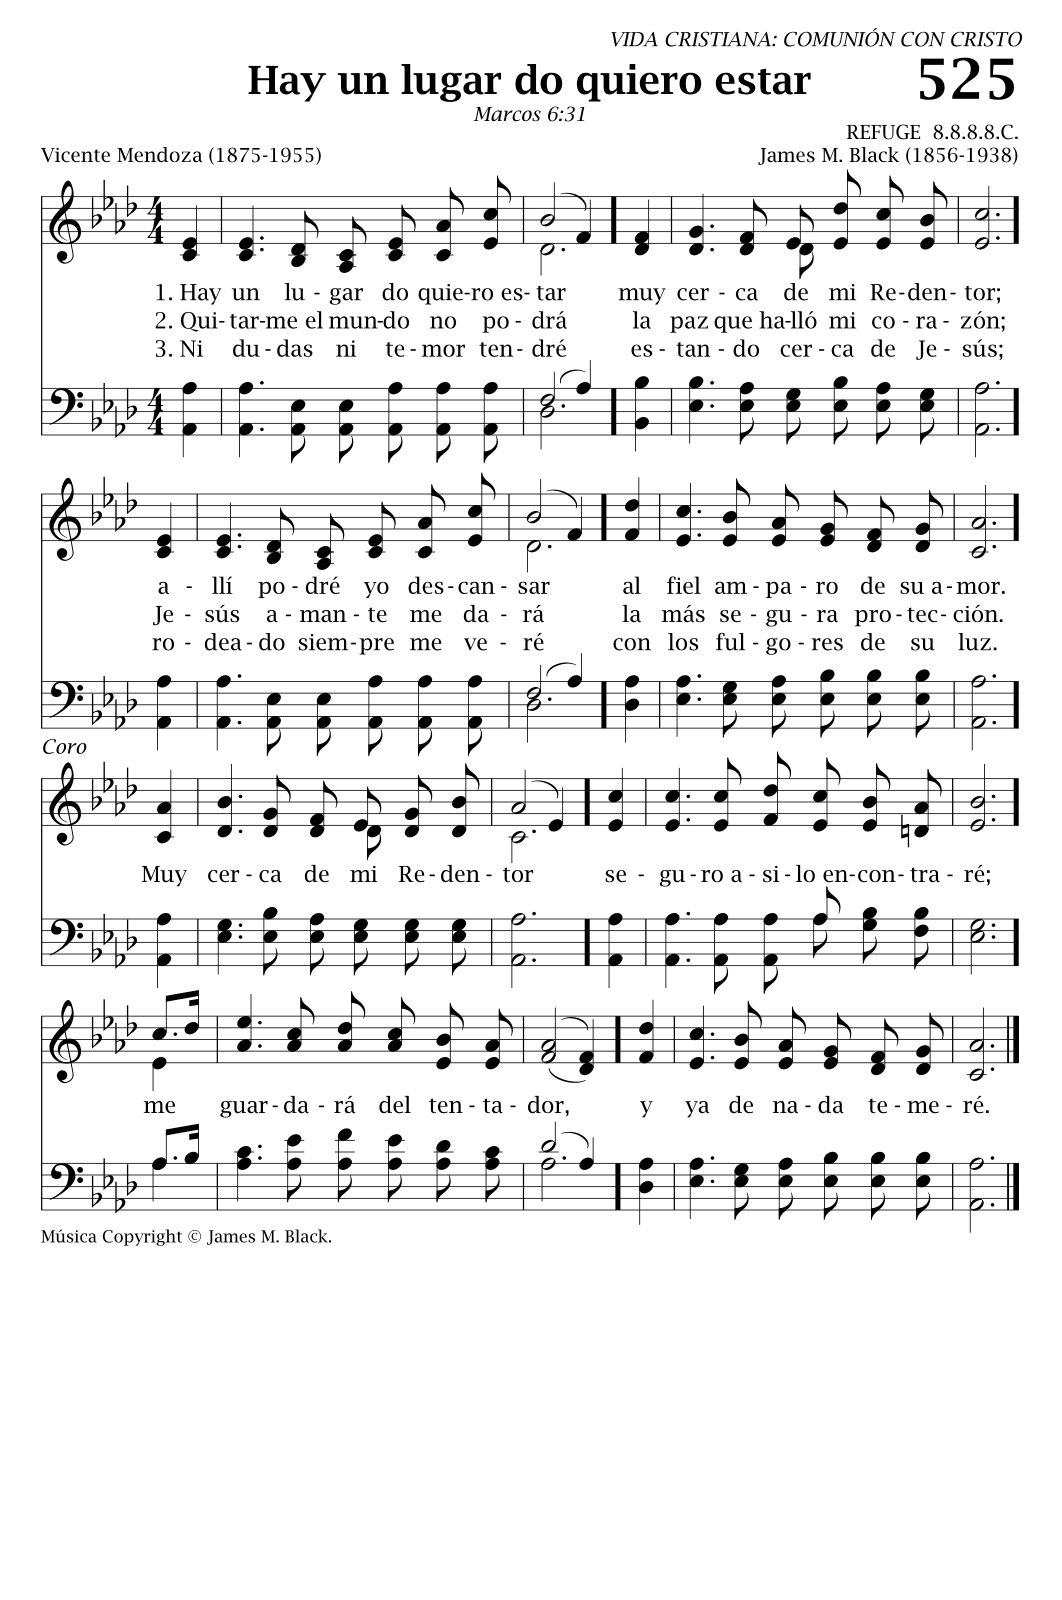 VIDA CRISTIANA: COMUNIÓN CON CRISTO
Hay un lugar do quiero estar 525
Marcos 6:31
REFUGE 8.8.8.8.C.
Vicente Mendoza (1875-1955) James M. Black (1856-1938)
1. Hay un lu - gar do quie-ro es- tar muy cer - ca de mi Re-den- tor;
2. Qui- tar-me el mun-do no po - drá la paz que ha-lló mi co - ra - zón;
3. Ni du - das ni te - mor ten - dré es - tan - do cer - ca de Je - sús;
a - llí po - dré yo des-can - sar al fiel am - pa - ro de su a-mor.
Je - sús a - man - te me da - rá la más se - gu - ra pro - tec- ción.
ro - dea - do siem-pre me ve - ré con los ful - go - res de su luz.
Coro
Muy cer - ca de mi Re - den - tor se - gu - ro a - si - lo en-con- tra - ré;
me guar - da - rá del ten - ta - dor, y ya de na - da te - me - ré.
Música Copyright © James M. Black.